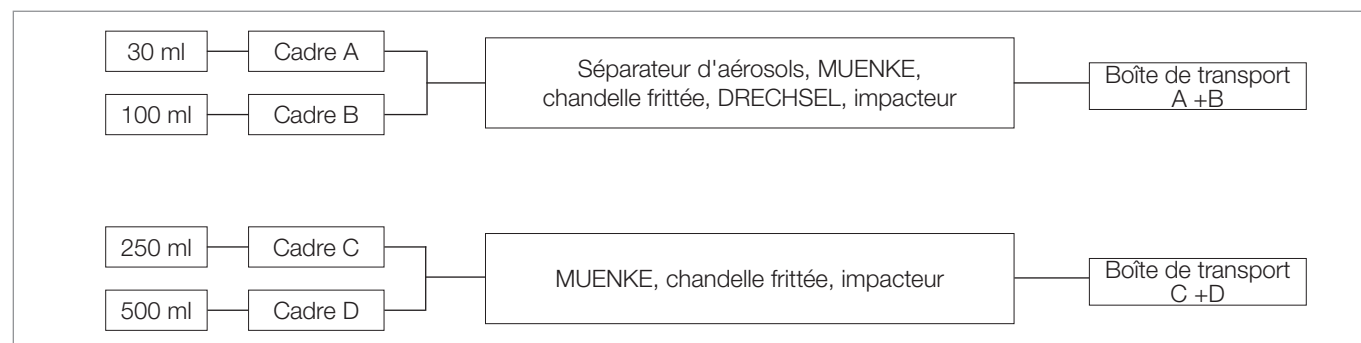 30 ml
Cadre A
100 ml
Cadre B
Séparateur d'aérosols, MUENKE,
chandelle frittée, DRECHSEL, impacteur
Boîte de transport
A +B
250 ml
Cadre C
500 ml
Cadre D
MUENKE, chandelle frittée, impacteur
Boîte de transport
C +D